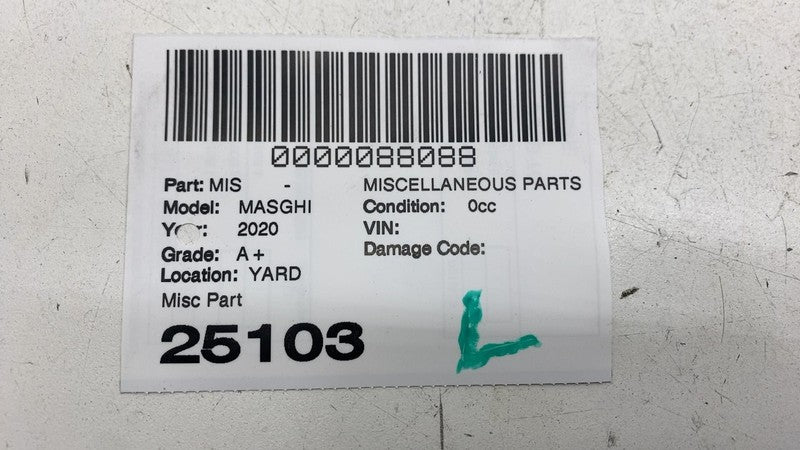 0000088088
Part: MIS - MISCELLANEOUS PARTS
Model: MASGHI Condition: 0cc
Year: 2020 VIN:
Grade: A+ Damage Code:
Location: YARD
Misc Part
25103 L